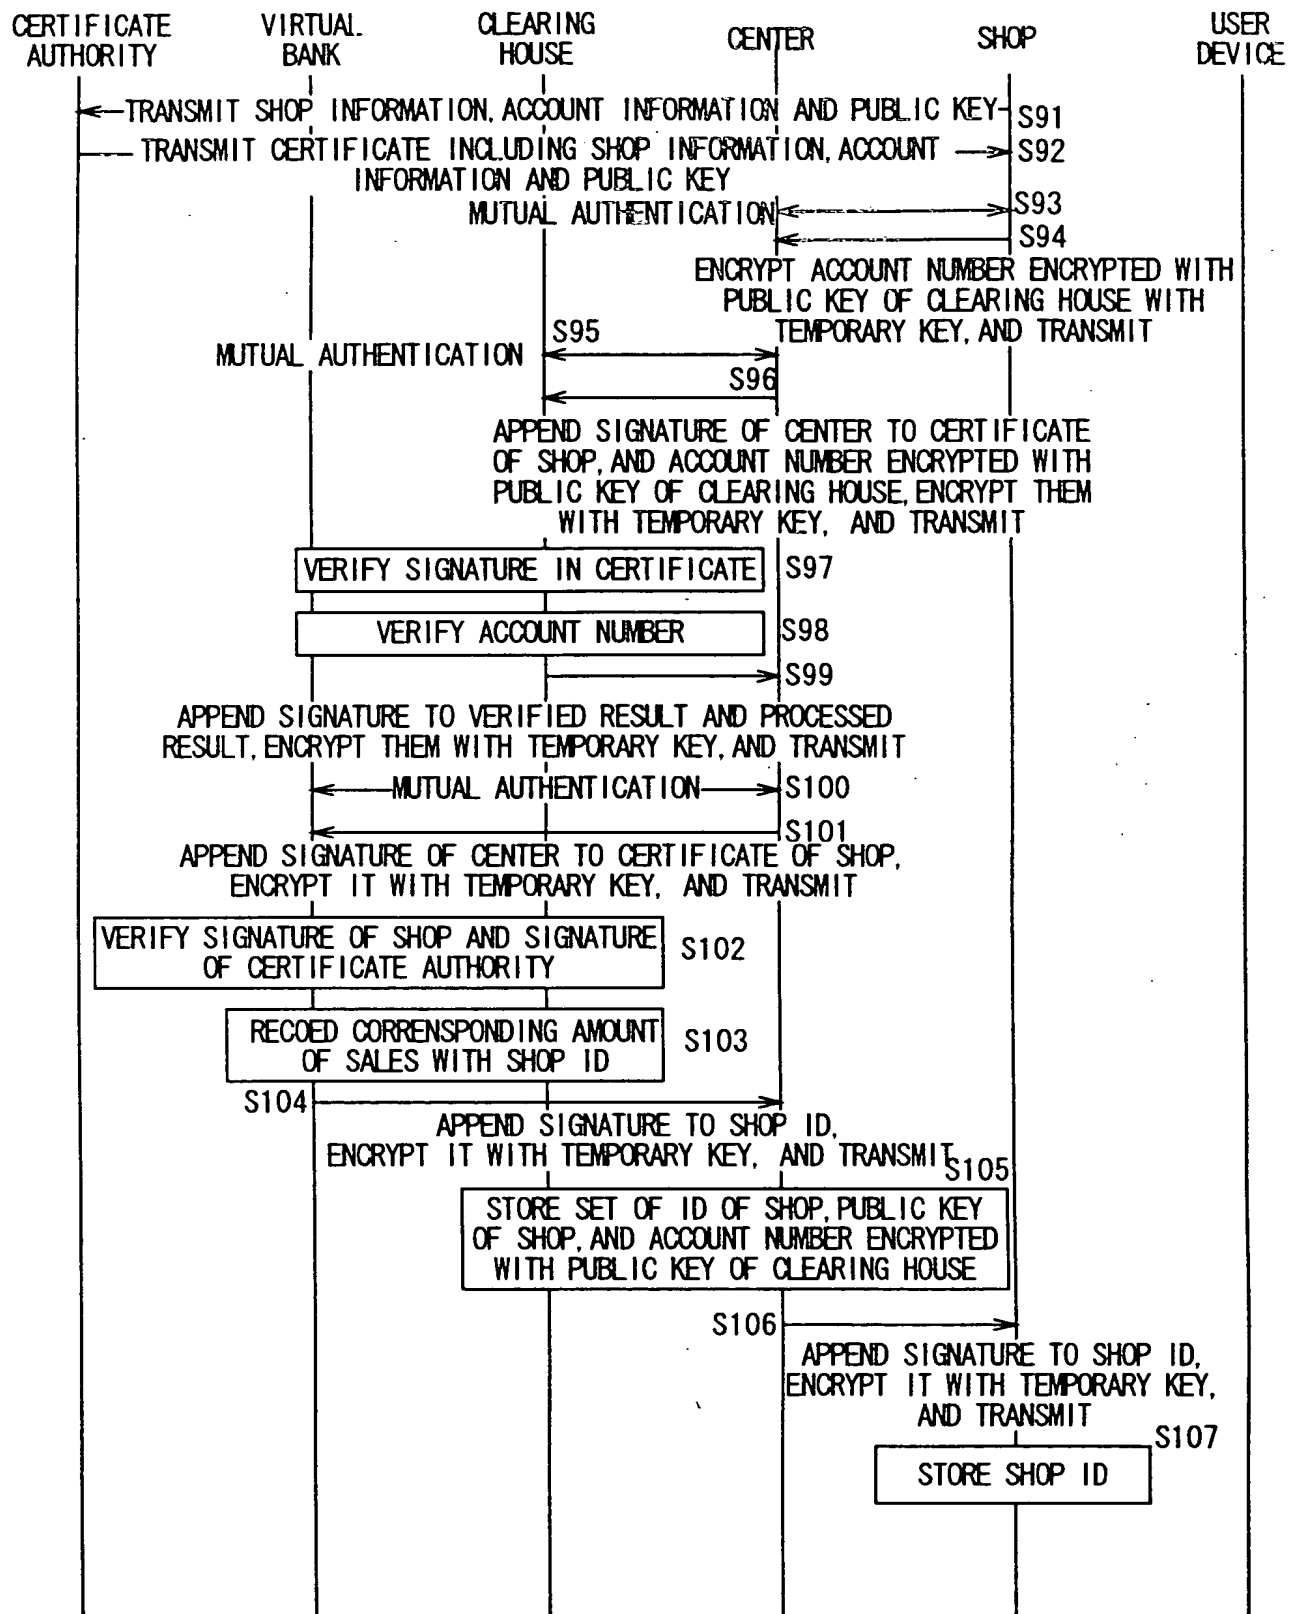 CERTIFICATE
AUTHORITY
VIRTUAL
BANK
CLEARING
HOUSE
CENTER
SHOP
USER
DEVICE
TRANSMIT SHOP INFORMATION, ACCOUNT INFORMATION AND PUBLIC KEY
S91
TRANSMIT CERTIFICATE INCLUDING SHOP INFORMATION, ACCOUNT
INFORMATION AND PUBLIC KEY
S92
MUTUAL AUTHENTICATION
S93
S94
ENCRYPT ACCOUNT NUMBER ENCRYPTED WITH
PUBLIC KEY OF CLEARING HOUSE WITH
TEMPORARY KEY, AND TRANSMIT
S95
MUTUAL AUTHENTICATION
S96
APPEND SIGNATURE OF CENTER TO CERTIFICATE
OF SHOP, AND ACCOUNT NUMBER ENCRYPTED WITH
PUBLIC KEY OF CLEARING HOUSE, ENCRYPT THEM
WITH TEMPORARY KEY, AND TRANSMIT
VERIFY SIGNATURE IN CERTIFICATE
S97
VERIFY ACCOUNT NUMBER
S98
S99
APPEND SIGNATURE TO VERIFIED RESULT AND PROCESSED
RESULT, ENCRYPT THEM WITH TEMPORARY KEY, AND TRANSMIT
MUTUAL AUTHENTICATION
S100
S101
APPEND SIGNATURE OF CENTER TO CERTIFICATE OF SHOP,
ENCRYPT IT WITH TEMPORARY KEY, AND TRANSMIT
VERIFY SIGNATURE OF SHOP AND SIGNATURE
OF CERTIFICATE AUTHORITY
S102
RECOED CORRENSPONDING AMOUNT
OF SALES WITH SHOP ID
S103
S104
APPEND SIGNATURE TO SHOP ID,
ENCRYPT IT WITH TEMPORARY KEY, AND TRANSMIT
S105
STORE SET OF ID OF SHOP, PUBLIC KEY
OF SHOP, AND ACCOUNT NUMBER ENCRYPTED
WITH PUBLIC KEY OF CLEARING HOUSE
S106
APPEND SIGNATURE TO SHOP ID,
ENCRYPT IT WITH TEMPORARY KEY,
AND TRANSMIT
S107
STORE SHOP ID